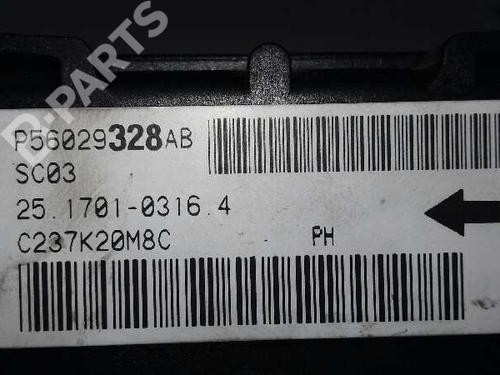 B-PARTS
P56029328AB
SC03
25.1701-0316.4
C237K20M8C PH